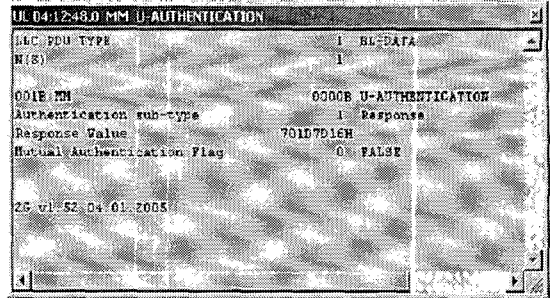 UL 04:12:48.0 MM U-AUTHENTICATION
LLC PDU TYPE 1 BL-DATA
N(S) 1
001B MM 0000B U-AUTHENTICATION
Authentication sub-type 1 Response
Response Value 701D7D16H
Mutual Authentication Flag 0 FALSE
2G v1.52 04.01.2005